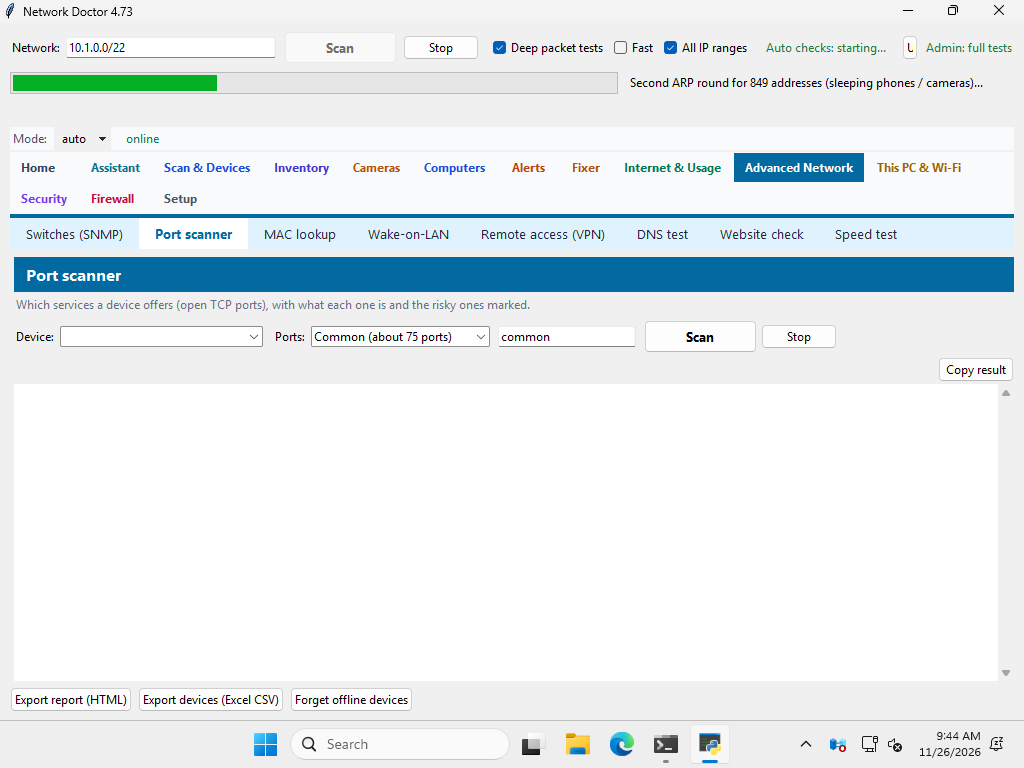 Network Doctor 4.73
Network: 10.1.0.0/22 Scan Stop Deep packet tests Fast All IP ranges Auto checks: starting... Admin: full tests
Second ARP round for 849 addresses (sleeping phones / cameras)...
Mode: auto online
Home Assistant Scan & Devices Inventory Cameras Computers Alerts Fixer Internet & Usage Advanced Network This PC & Wi-Fi
Security Firewall Setup
Switches (SNMP) Port scanner MAC lookup Wake-on-LAN Remote access (VPN) DNS test Website check Speed test
Port scanner
Which services a device offers (open TCP ports), with what each one is and the risky ones marked.
Device: Ports: Common (about 75 ports) common Scan Stop
Copy result
Export report (HTML) Export devices (Excel CSV) Forget offline devices
Search
9:44 AM
11/26/2026